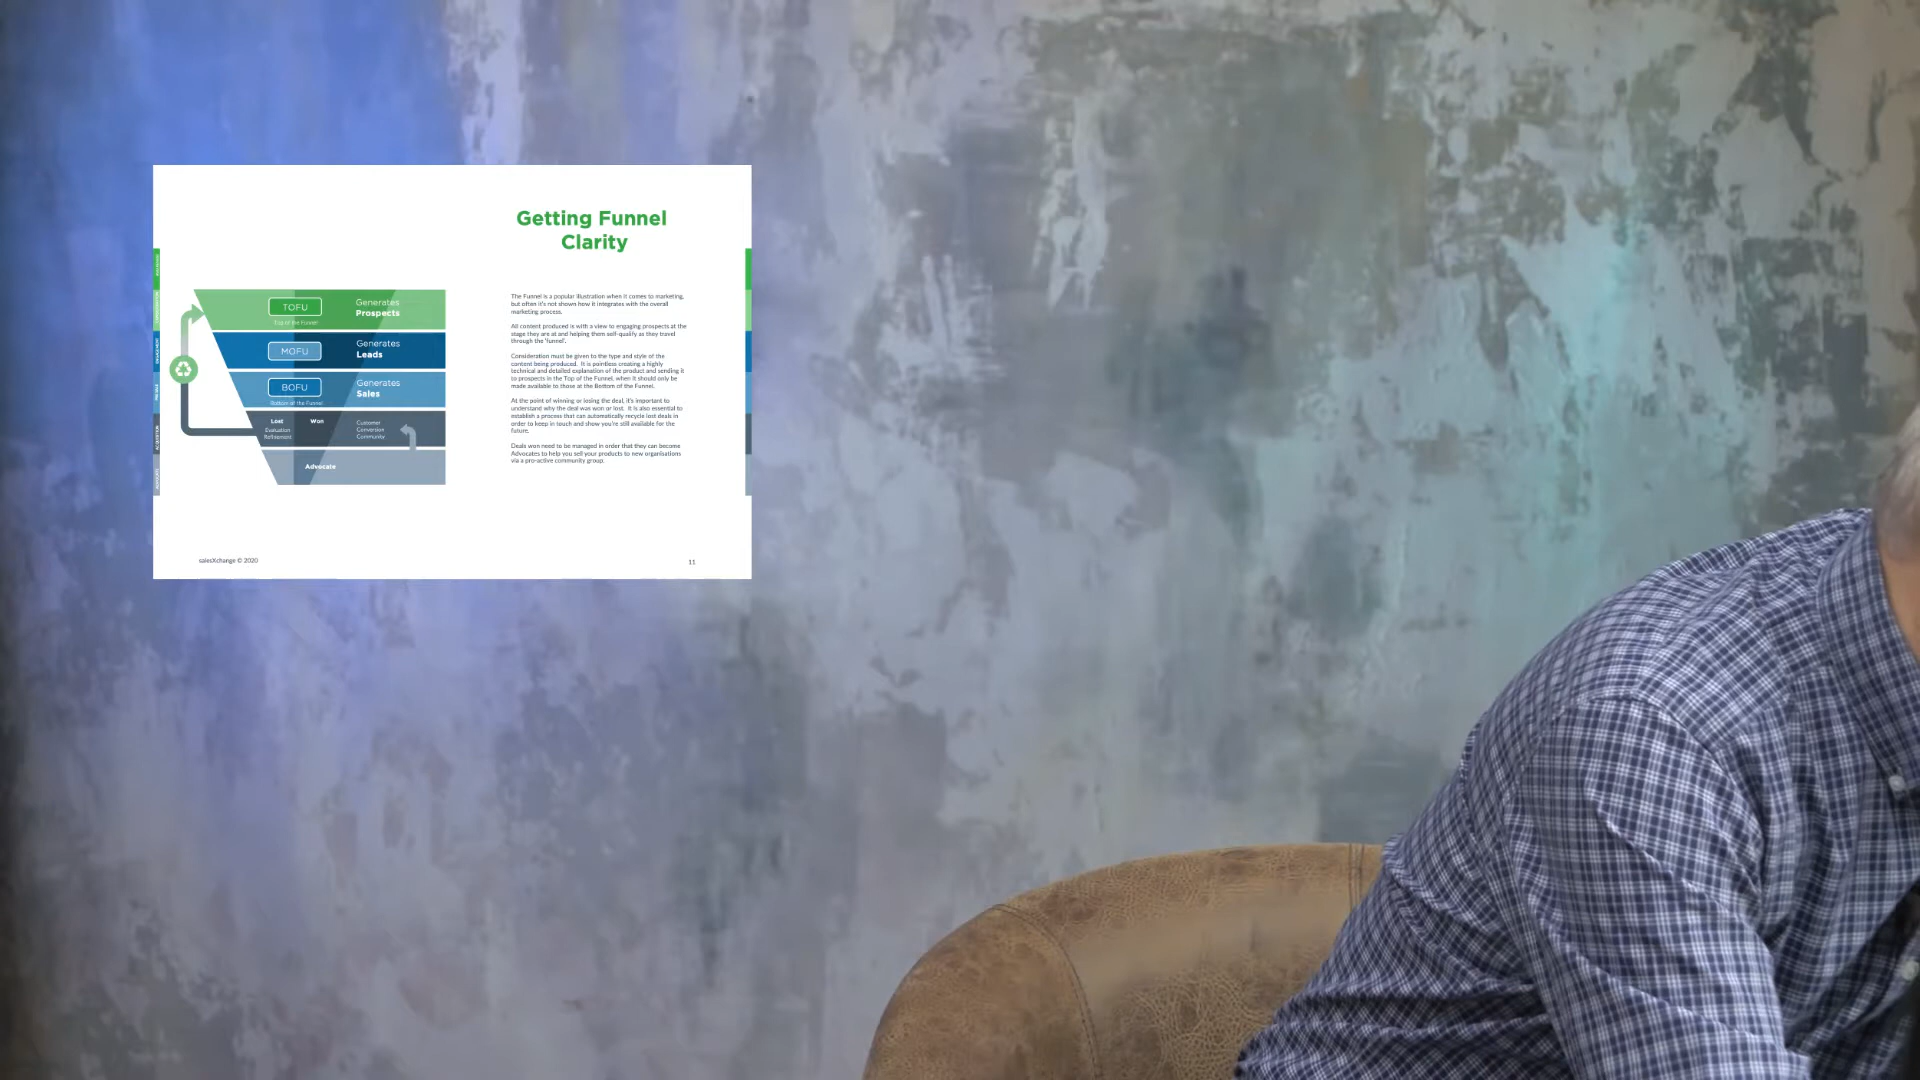 Getting Funnel
Clarity
TOFU
Top of the Funnel
Generates
Prospects
MOFU
Generates
Leads
BOFU
Bottom of the Funnel
Generates
Sales
Lost
Evaluation
Refinement
Won
Customer
Conversion
Community
Advocate
The Funnel is a popular illustration when it comes to marketing,
but often it's not shown how it integrates with the overall
marketing process.
All content produced is with a view to engaging prospects at the
stage they are at and helping them self-qualify as they travel
through the 'funnel'.
Consideration must be given to the type and style of the
content being produced. It is pointless creating a highly
technical and detailed explanation of the product and sending it
to prospects in the Top of the Funnel, when it should only be
made available to those at the Bottom of the Funnel.
At the point of winning or losing the deal, it's important to
understand why the deal was won or lost. It is also essential to
establish a process that can automatically recycle lost deals in
order to keep in touch and show you're still available for the
future.
Deals won need to be managed in order that they can become
Advocates to help you sell your products to new organisations
via a pro-active community group.
salesXchange © 2020
11